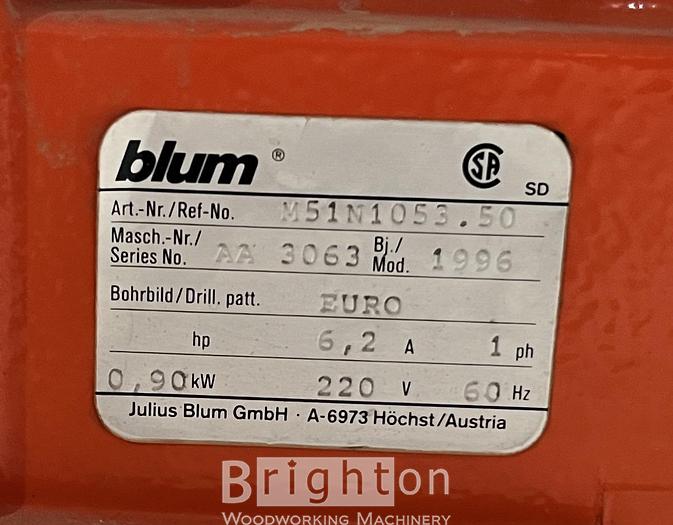 blum ®
SA
SD
Art.-Nr./Ref-No. M51N1053.50
Masch.-Nr./ Series No. AA 3063 Bj./ Mod. 1996
Bohrbild/Drill. patt. EURO
hp 6,2 A 1 ph
0,90 kW 220 V 60 Hz
Julius Blum GmbH · A-6973 Höchst/Austria
Brighton
WOODWORKING MACHINERY